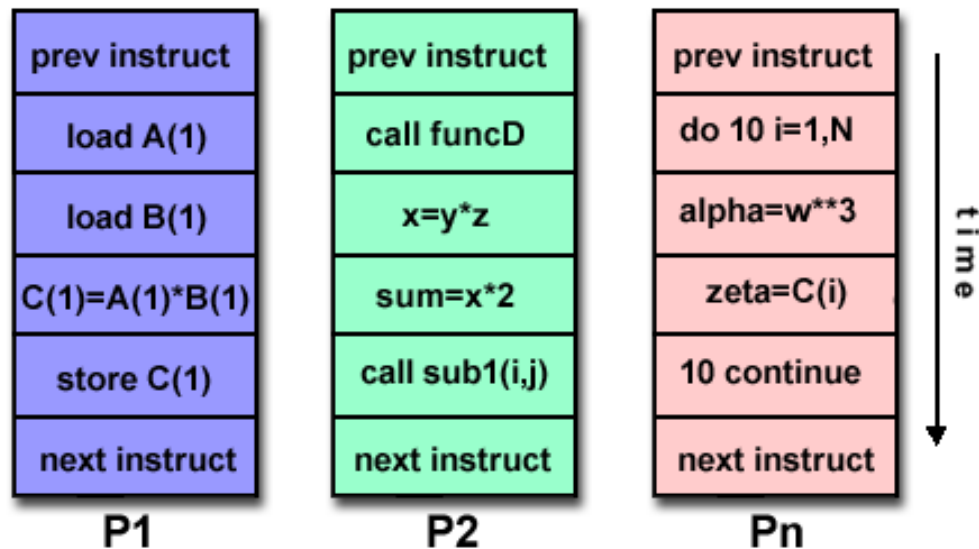 prev instruct
load A(1)
load B(1)
C(1)=A(1)*B(1)
store C(1)
next instruct
P1
prev instruct
call funcD
x=y*z
sum=x*2
call sub1(i,j)
next instruct
P2
prev instruct
do 10 i=1,N
alpha=w**3
zeta=C(i)
10 continue
next instruct
Pn
time